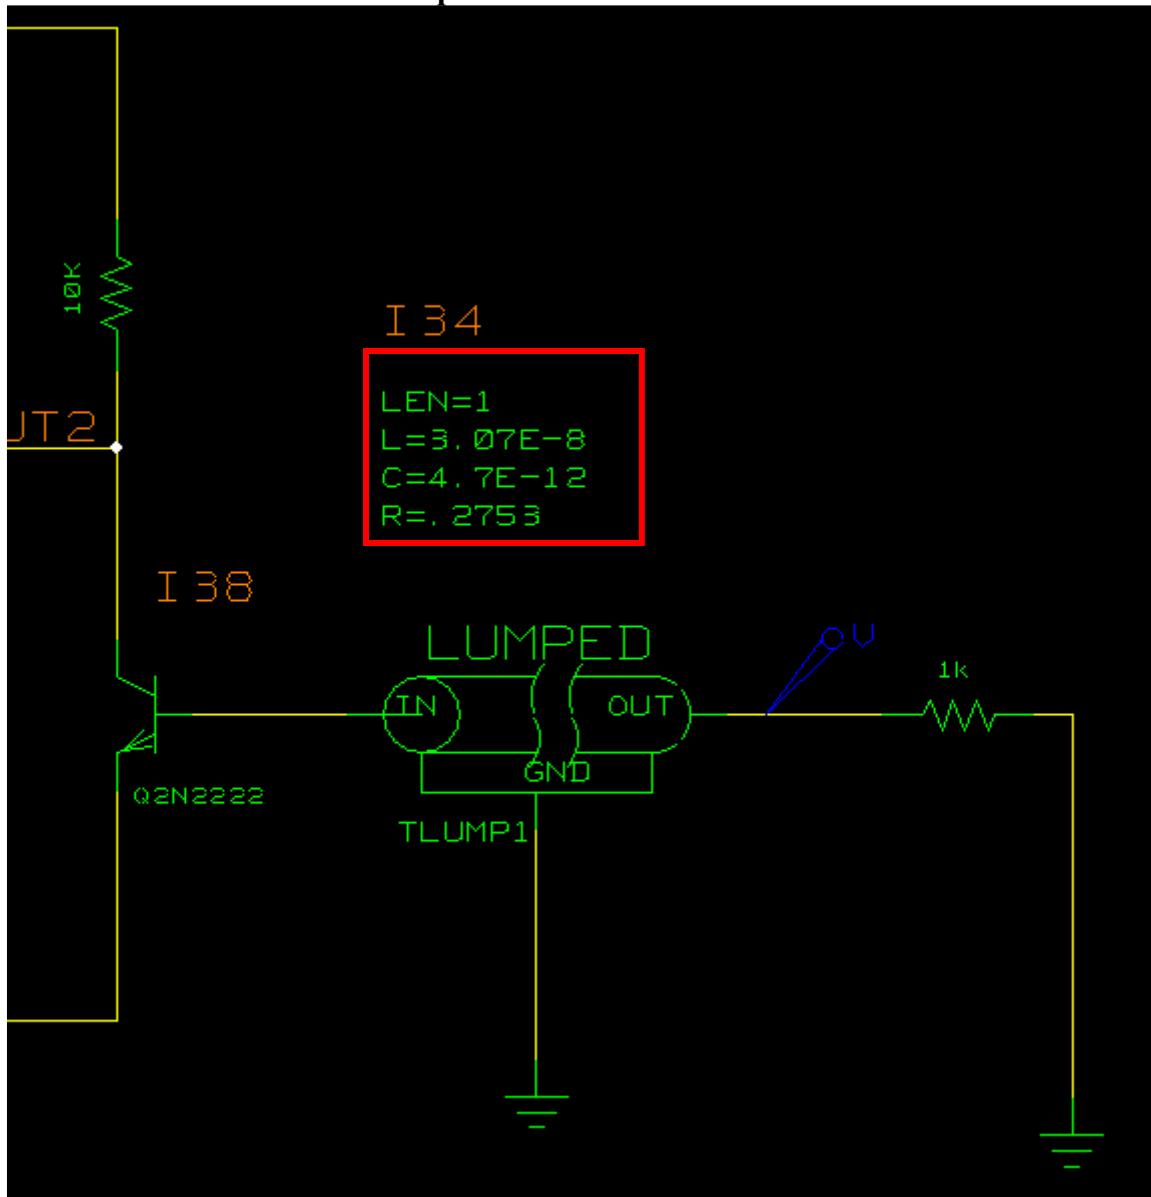 10K
I34
LEN=1
L=3.07E-8
C=4.7E-12
R=.2753
UT2
I38
LUMPED
V
1k
IN
OUT
GND
Q2N2222
TLUMP1